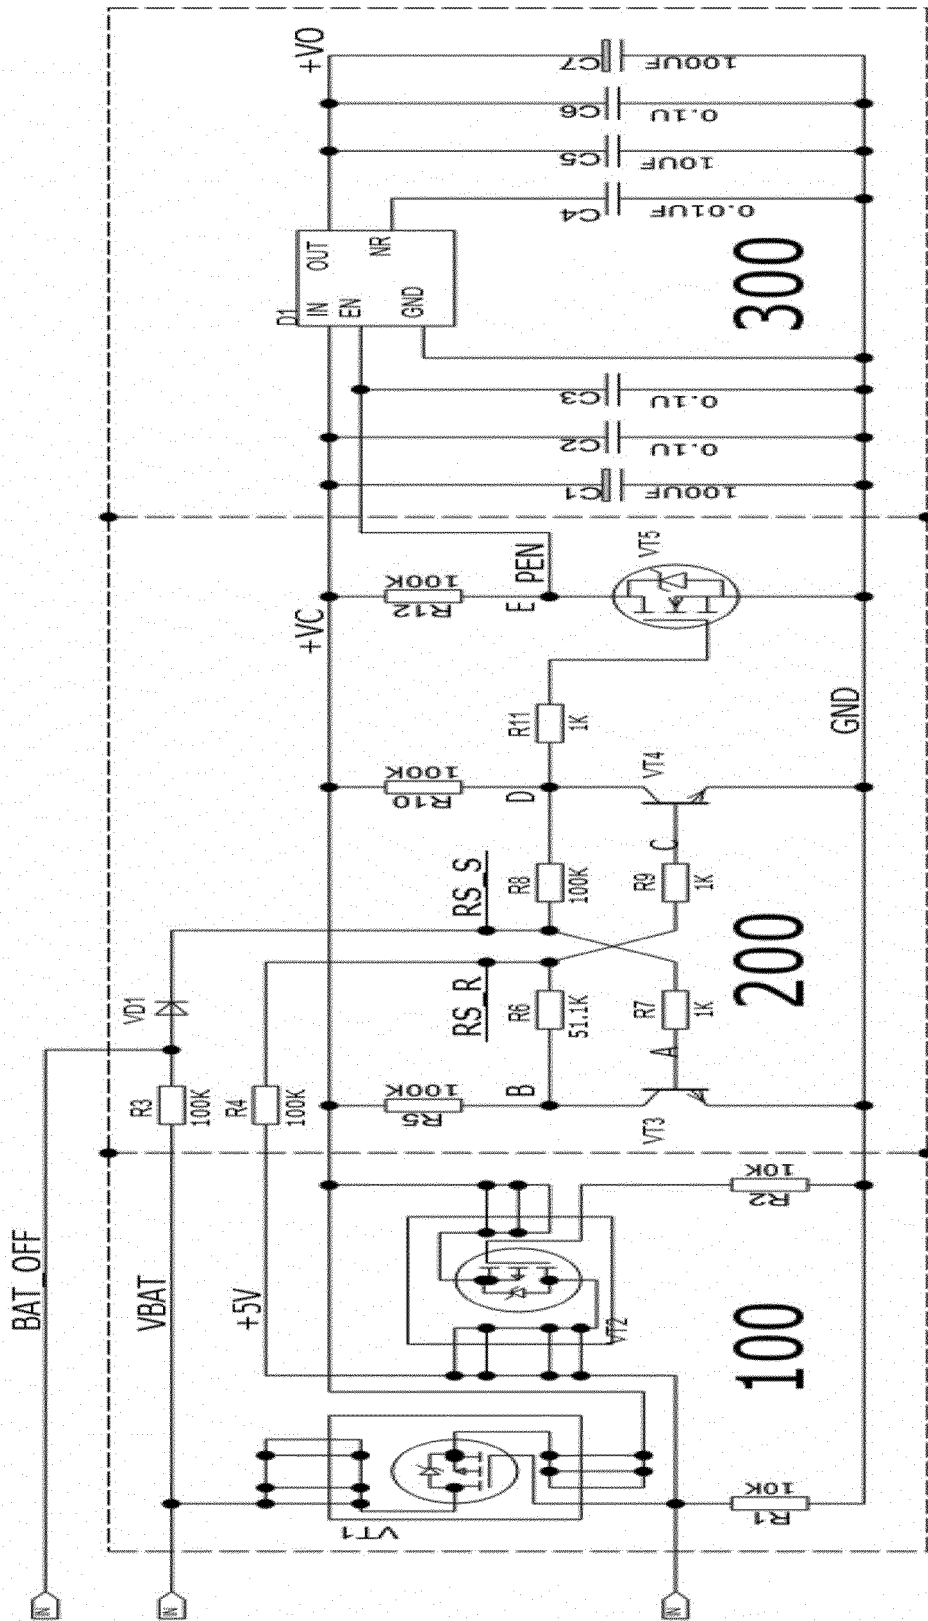 BAT_OFF
VBAT
+5V
IN
IN
IN
VT1
R1
10K
VT2
R2
10K
100
R3
100K
R4
100K
VD1
R5
100K
B
VT3
A
RS_R
R6
51.1K
R7
1K
RS_S
R8
100K
R9
1K
C
D
R10
100K
VT4
R11
1K
200
GND
+VC
R12
100K
E
PEN
VT5
C1
100UF
C2
0.1U
C3
0.1U
D1
IN
EN
GND
OUT
NR
300
C4
0.01UF
C5
10UF
C6
0.1U
C7
100UF
+VO